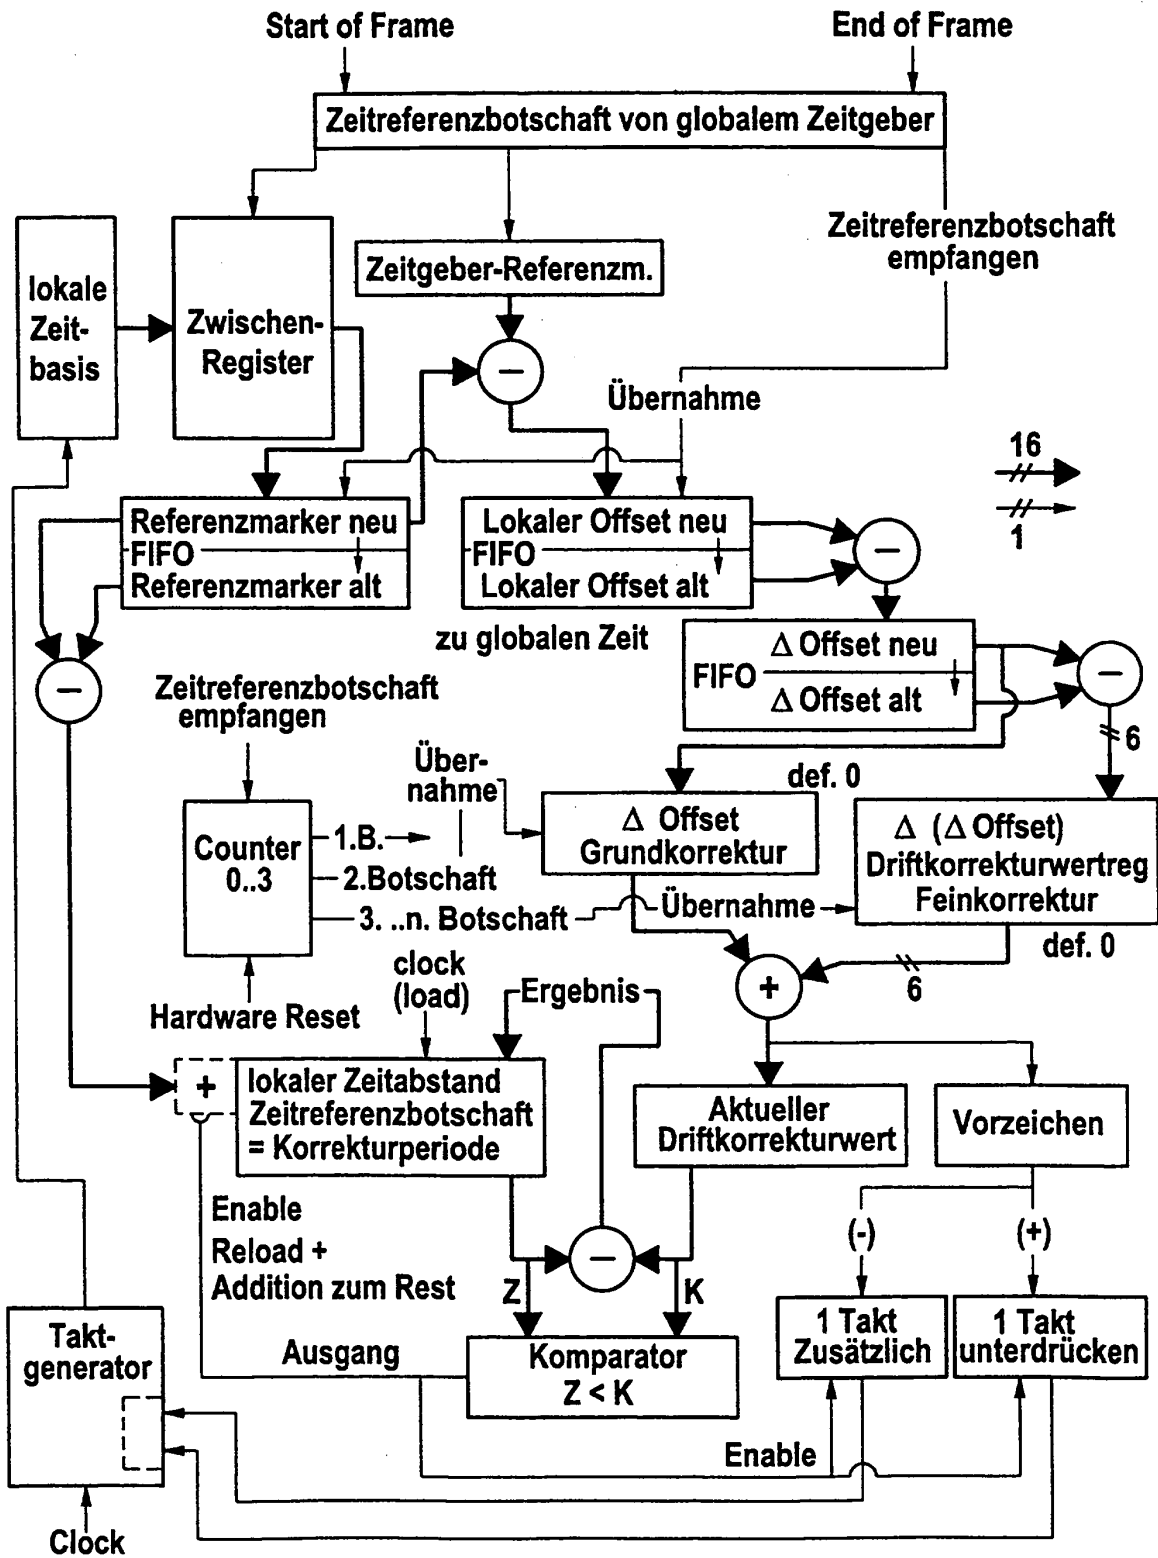 Start of Frame
End of Frame
Zeitreferenzbotschaft von globalem Zeitgeber
Zeitreferenzbotschaft
empfangen
lokale
Zeit-
basis
Zwischen-
Register
Zeitgeber-Referenzm.
−
Übernahme
16
1
Referenzmarker neu
FIFO
Referenzmarker alt
Lokaler Offset neu
FIFO
Lokaler Offset alt
−
zu globalen Zeit
Δ Offset neu
FIFO
Δ Offset alt
−
6
−
Zeitreferenzbotschaft
empfangen
Über-
nahme
def. 0
Counter
0..3
1.B.
2.Botschaft
3. ..n. Botschaft
Δ Offset
Grundkorrektur
Δ (Δ Offset)
Driftkorrekturwertreg
Feinkorrektur
Übernahme
def. 0
Hardware Reset
clock
(load)
Ergebnis
+
6
+
lokaler Zeitabstand
Zeitreferenzbotschaft
= Korrekturperiode
Aktueller
Driftkorrekturwert
Vorzeichen
Enable
Reload +
Addition zum Rest
−
(-)
(+)
Z
K
Takt-
generator
Ausgang
Komparator
Z < K
1 Takt
Zusätzlich
1 Takt
unterdrücken
Enable
Clock